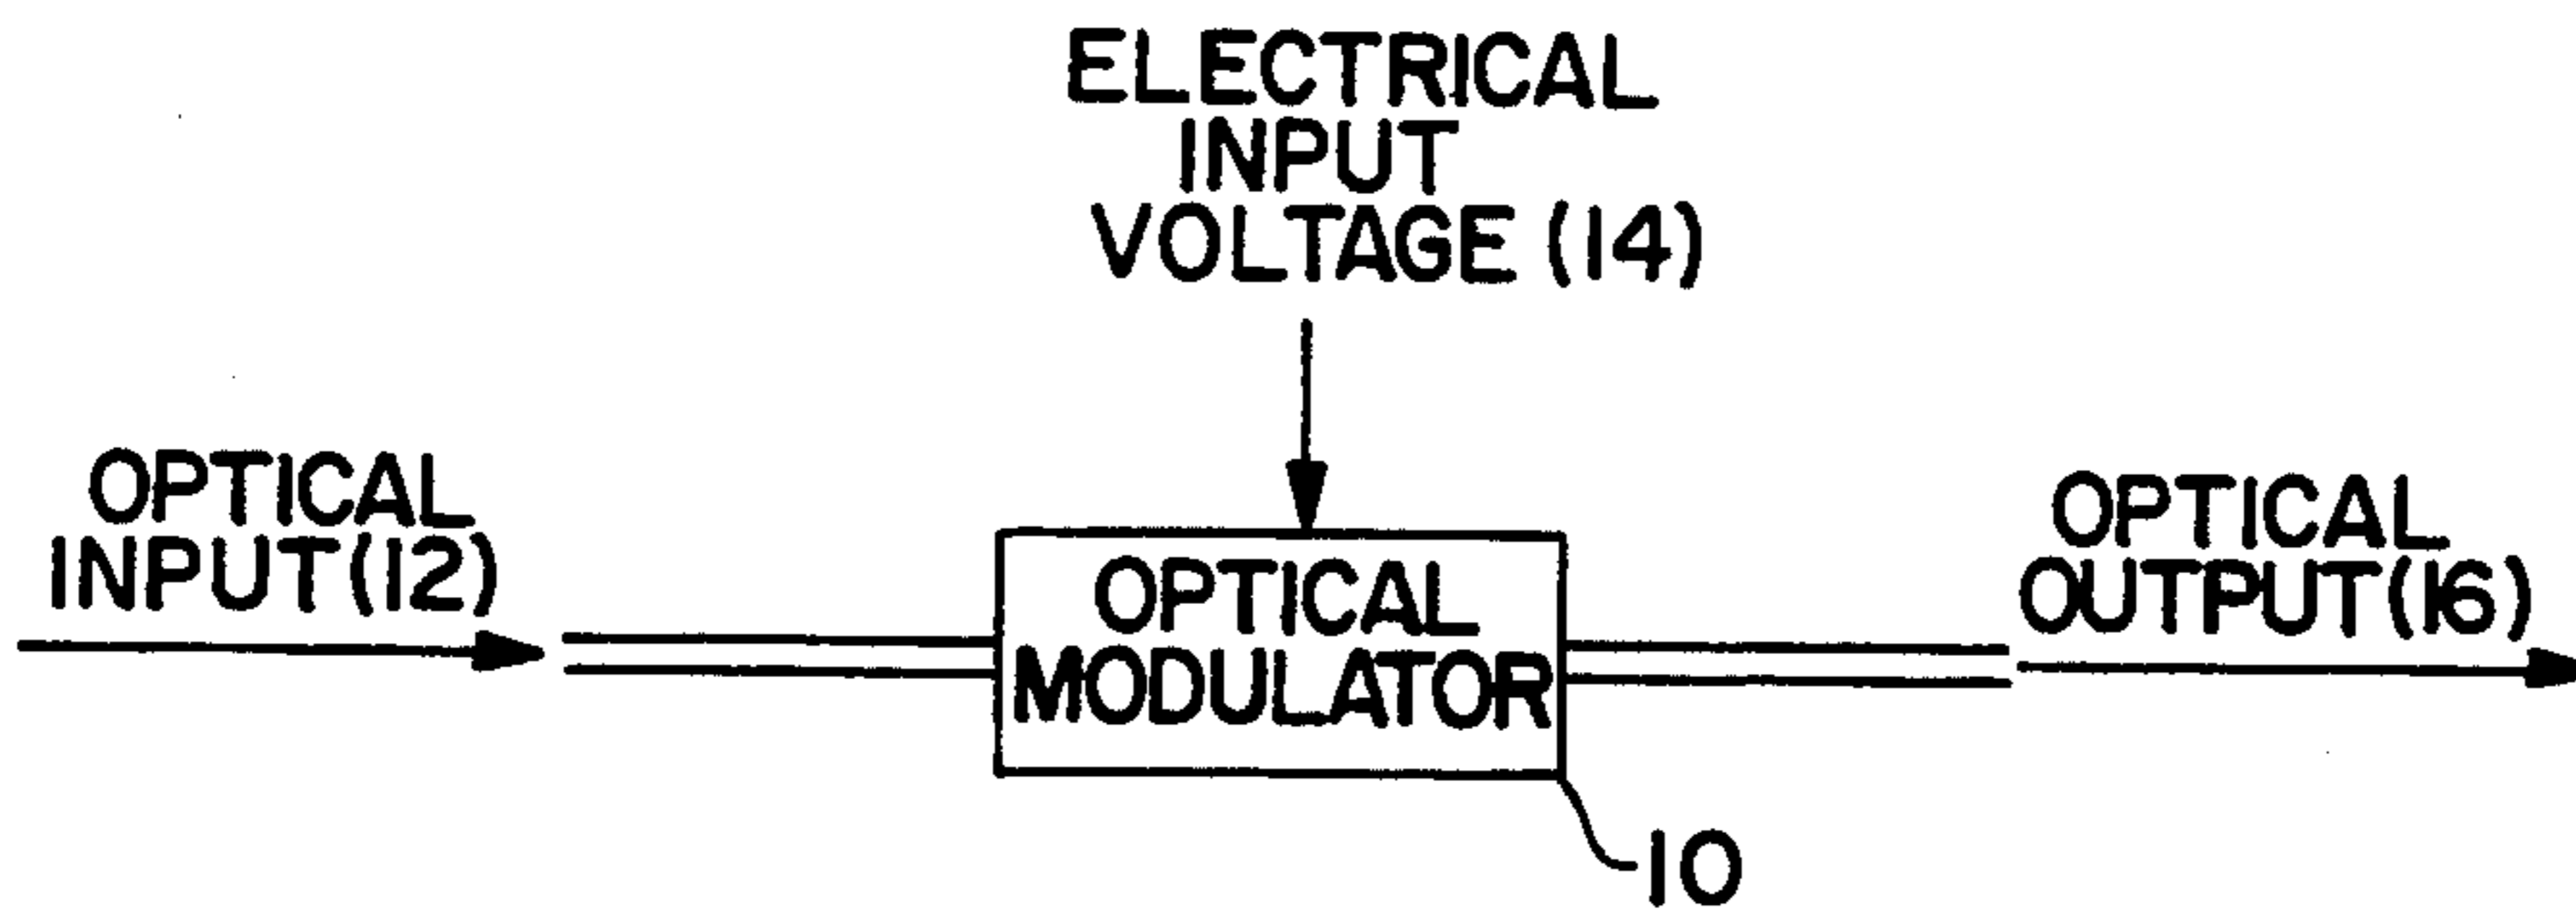 ELECTRICAL
INPUT
VOLTAGE (14)
OPTICAL
INPUT(12)
OPTICAL
MODULATOR
OPTICAL
OUTPUT(16)
10